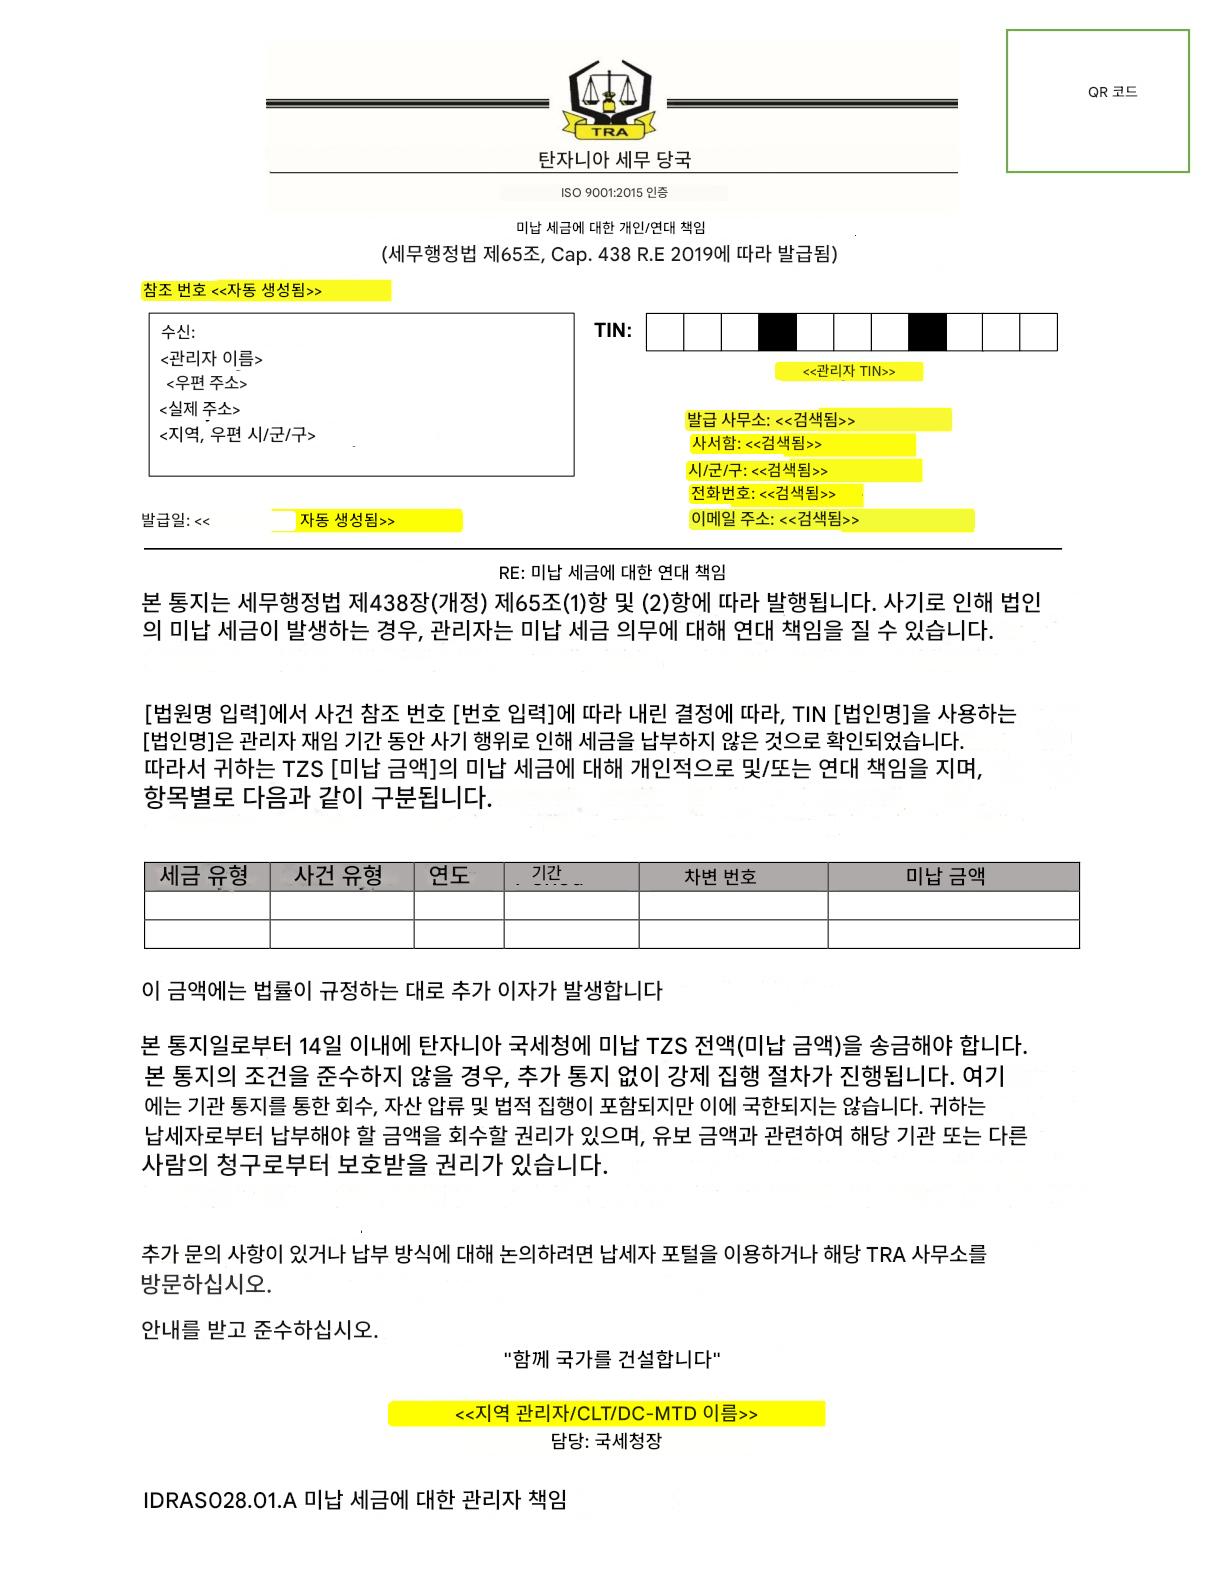 QR 코드
TRA
탄자니아 세무 당국
ISO 9001:2015 인증
미납 세금에 대한 개인/연대 책임
(세무행정법 제65조, Cap. 438 R.E 2019에 따라 발급됨)
참조 번호 <<자동 생성됨>>
수신:
<관리자 이름>
<우편 주소>
<실제 주소>
<지역, 우편 시/군/구>
TIN:
<<관리자 TIN>>
발급 사무소: <<검색됨>>
사서함: <<검색됨>>
시/군/구: <<검색됨>>
전화번호: <<검색됨>>
이메일 주소: <<검색됨>>
발급일: << 자동 생성됨>>
RE: 미납 세금에 대한 연대 책임
본 통지는 세무행정법 제438장(개정) 제65조(1)항 및 (2)항에 따라 발행됩니다. 사기로 인해 법인
의 미납 세금이 발생하는 경우, 관리자는 미납 세금 의무에 대해 연대 책임을 질 수 있습니다.
[법원명 입력]에서 사건 참조 번호 [번호 입력]에 따라 내린 결정에 따라, TIN [법인명]을 사용하는
[법인명]은 관리자 재임 기간 동안 사기 행위로 인해 세금을 납부하지 않은 것으로 확인되었습니다.
따라서 귀하는 TZS [미납 금액]의 미납 세금에 대해 개인적으로 및/또는 연대 책임을 지며,
항목별로 다음과 같이 구분됩니다.
세금 유형 사건 유형 연도 기간 차변 번호 미납 금액
이 금액에는 법률이 규정하는 대로 추가 이자가 발생합니다
본 통지일로부터 14일 이내에 탄자니아 국세청에 미납 TZS 전액(미납 금액)을 송금해야 합니다.
본 통지의 조건을 준수하지 않을 경우, 추가 통지 없이 강제 집행 절차가 진행됩니다. 여기
에는 기관 통지를 통한 회수, 자산 압류 및 법적 집행이 포함되지만 이에 국한되지는 않습니다. 귀하는
납세자로부터 납부해야 할 금액을 회수할 권리가 있으며, 유보 금액과 관련하여 해당 기관 또는 다른
사람의 청구로부터 보호받을 권리가 있습니다.
추가 문의 사항이 있거나 납부 방식에 대해 논의하려면 납세자 포털을 이용하거나 해당 TRA 사무소를
방문하십시오.
안내를 받고 준수하십시오.
"함께 국가를 건설합니다"
<<지역 관리자/CLT/DC-MTD 이름>>
담당: 국세청장
IDRAS028.01.A 미납 세금에 대한 관리자 책임